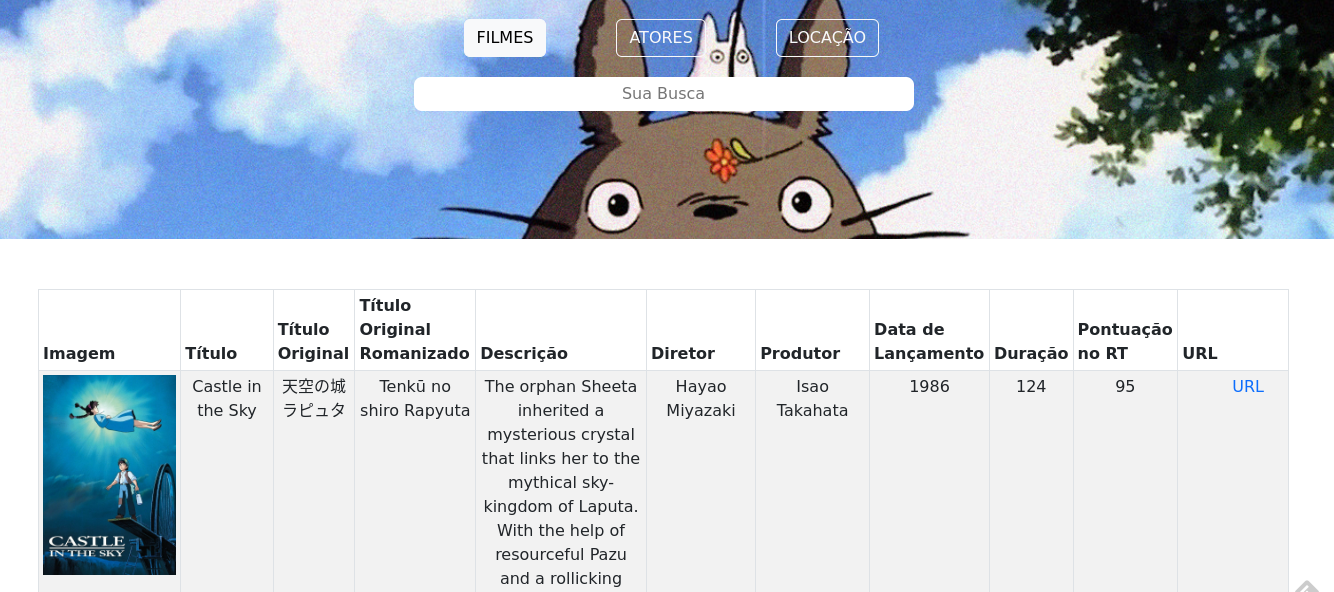 FILMES ATORES LOCAÇÃO
Sua Busca
Imagem Título Título Original Título Original Romanizado Descrição Diretor Produtor Data de Lançamento Duração Pontuação no RT URL
CASTLE
IN THE SKY
Castle in
the Sky
天空の城
ラピュタ
Tenkū no
shiro Rapyuta
The orphan Sheeta
inherited a
mysterious crystal
that links her to the
mythical sky-
kingdom of Laputa.
With the help of
resourceful Pazu
and a rollicking
Hayao
Miyazaki
Isao
Takahata
1986
124
95
URL